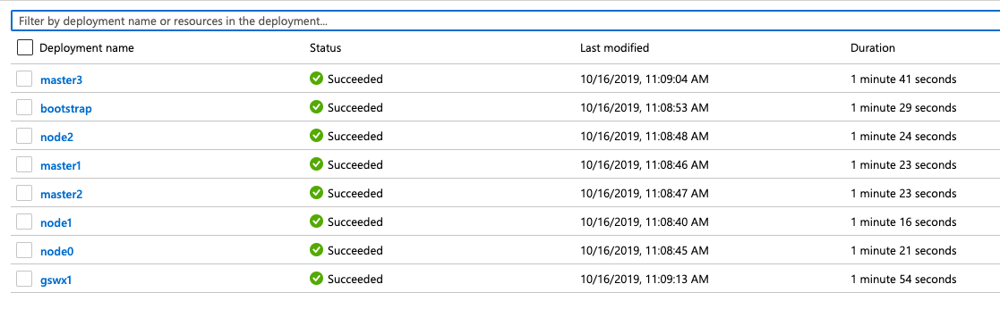 Filter by deployment name or resources in the deployment...
Deployment name Status Last modified Duration
master3 Succeeded 10/16/2019, 11:09:04 AM 1 minute 41 seconds
bootstrap Succeeded 10/16/2019, 11:08:53 AM 1 minute 29 seconds
node2 Succeeded 10/16/2019, 11:08:48 AM 1 minute 24 seconds
master1 Succeeded 10/16/2019, 11:08:46 AM 1 minute 23 seconds
master2 Succeeded 10/16/2019, 11:08:47 AM 1 minute 23 seconds
node1 Succeeded 10/16/2019, 11:08:40 AM 1 minute 16 seconds
node0 Succeeded 10/16/2019, 11:08:45 AM 1 minute 21 seconds
gswx1 Succeeded 10/16/2019, 11:09:13 AM 1 minute 54 seconds